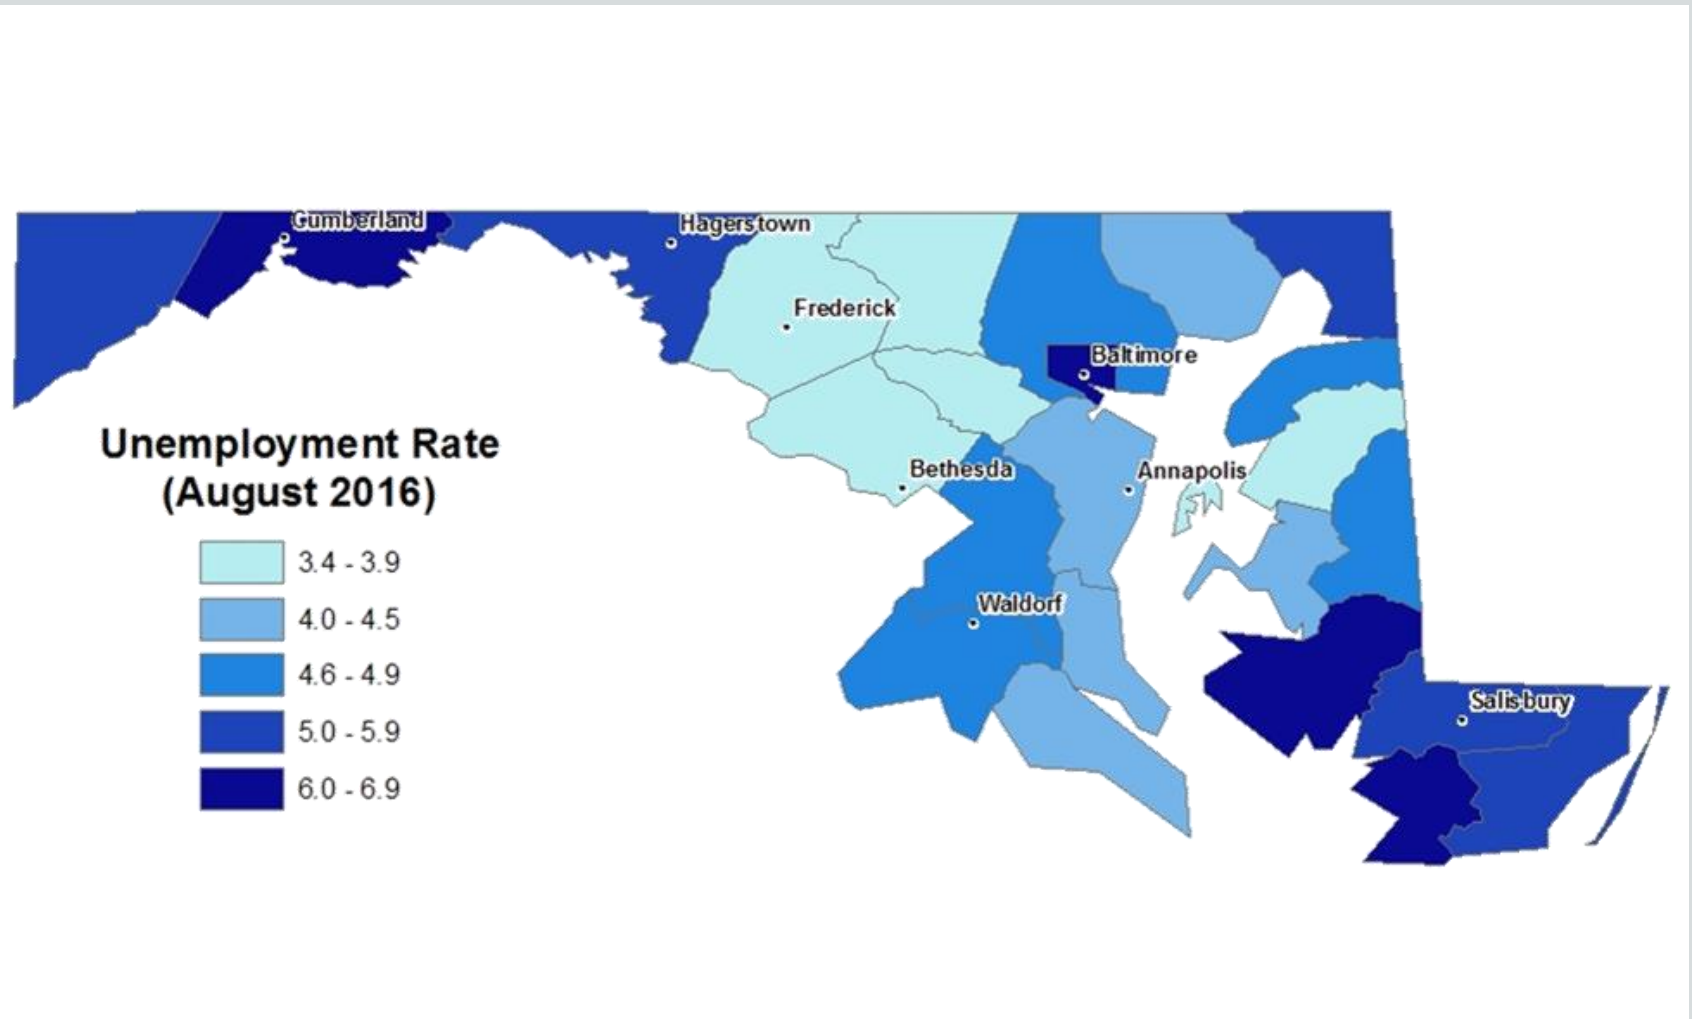 Cumberland
Hagerstown
Frederick
Baltimore
Unemployment Rate
(August 2016)
Bethesda
Annapolis
3.4 - 3.9
4.0 - 4.5
Waldorf
4.6 - 4.9
5.0 - 5.9
Salisbury
6.0 - 6.9